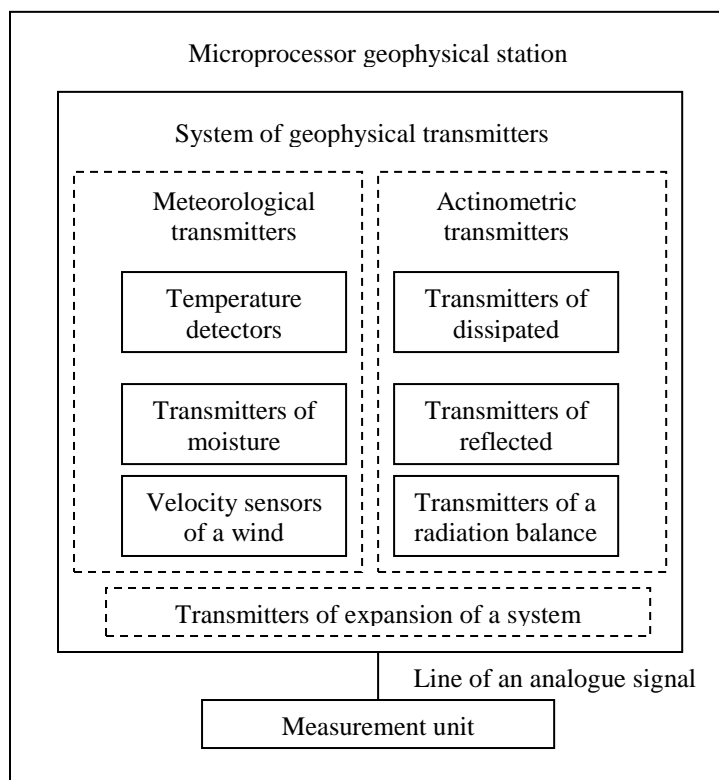 Microprocessor geophysical station
System of geophysical transmitters
Meteorological
transmitters
Temperature
detectors
Transmitters of
moisture
Velocity sensors
of a wind
Actinometric
transmitters
Transmitters of
dissipated
Transmitters of
reflected
Transmitters of a
radiation balance
Transmitters of expansion of a system
Line of an analogue signal
Measurement unit